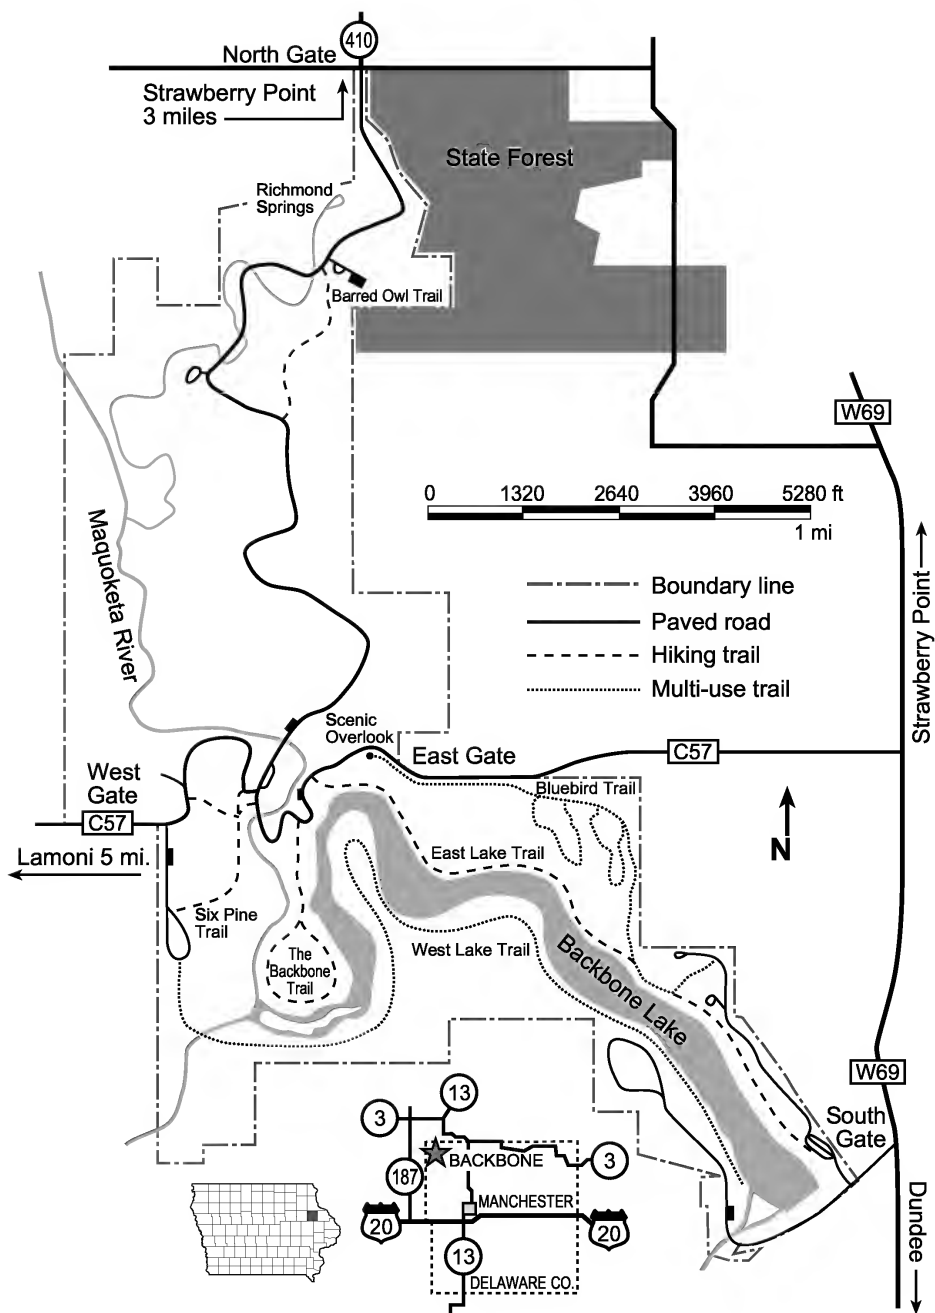 410
North Gate
Strawberry Point
3 miles
State Forest
Richmond
Springs
Barred Owl Trail
W69
0 1320 2640 3960 5280 ft
1 mi
Maquoketa River
Boundary line
Paved road
Hiking trail
Multi-use trail
Strawberry Point
Scenic
Overlook
East Gate
C57
West
Gate
C57
Bluebird Trail
N
Lamoni 5 mi.
East Lake Trail
Six Pine
Trail
West Lake Trail
The
Backbone
Trail
Backbone Lake
W69
South
Gate
13
3
BACKBONE
3
187
MANCHESTER
20
20
13
DELAWARE CO.
Dundee